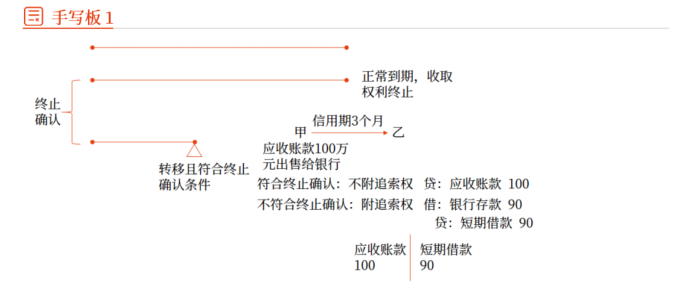 手写板 1
正常到期，收取
权利终止
终止
确认
信用期3个月
甲
乙
应收账款100万
元出售给银行
转移且符合终止
确认条件
符合终止确认：不附追索权 贷：应收账款 100
不符合终止确认：附追索权 借：银行存款 90
贷：短期借款 90
应收账款 短期借款
100 90